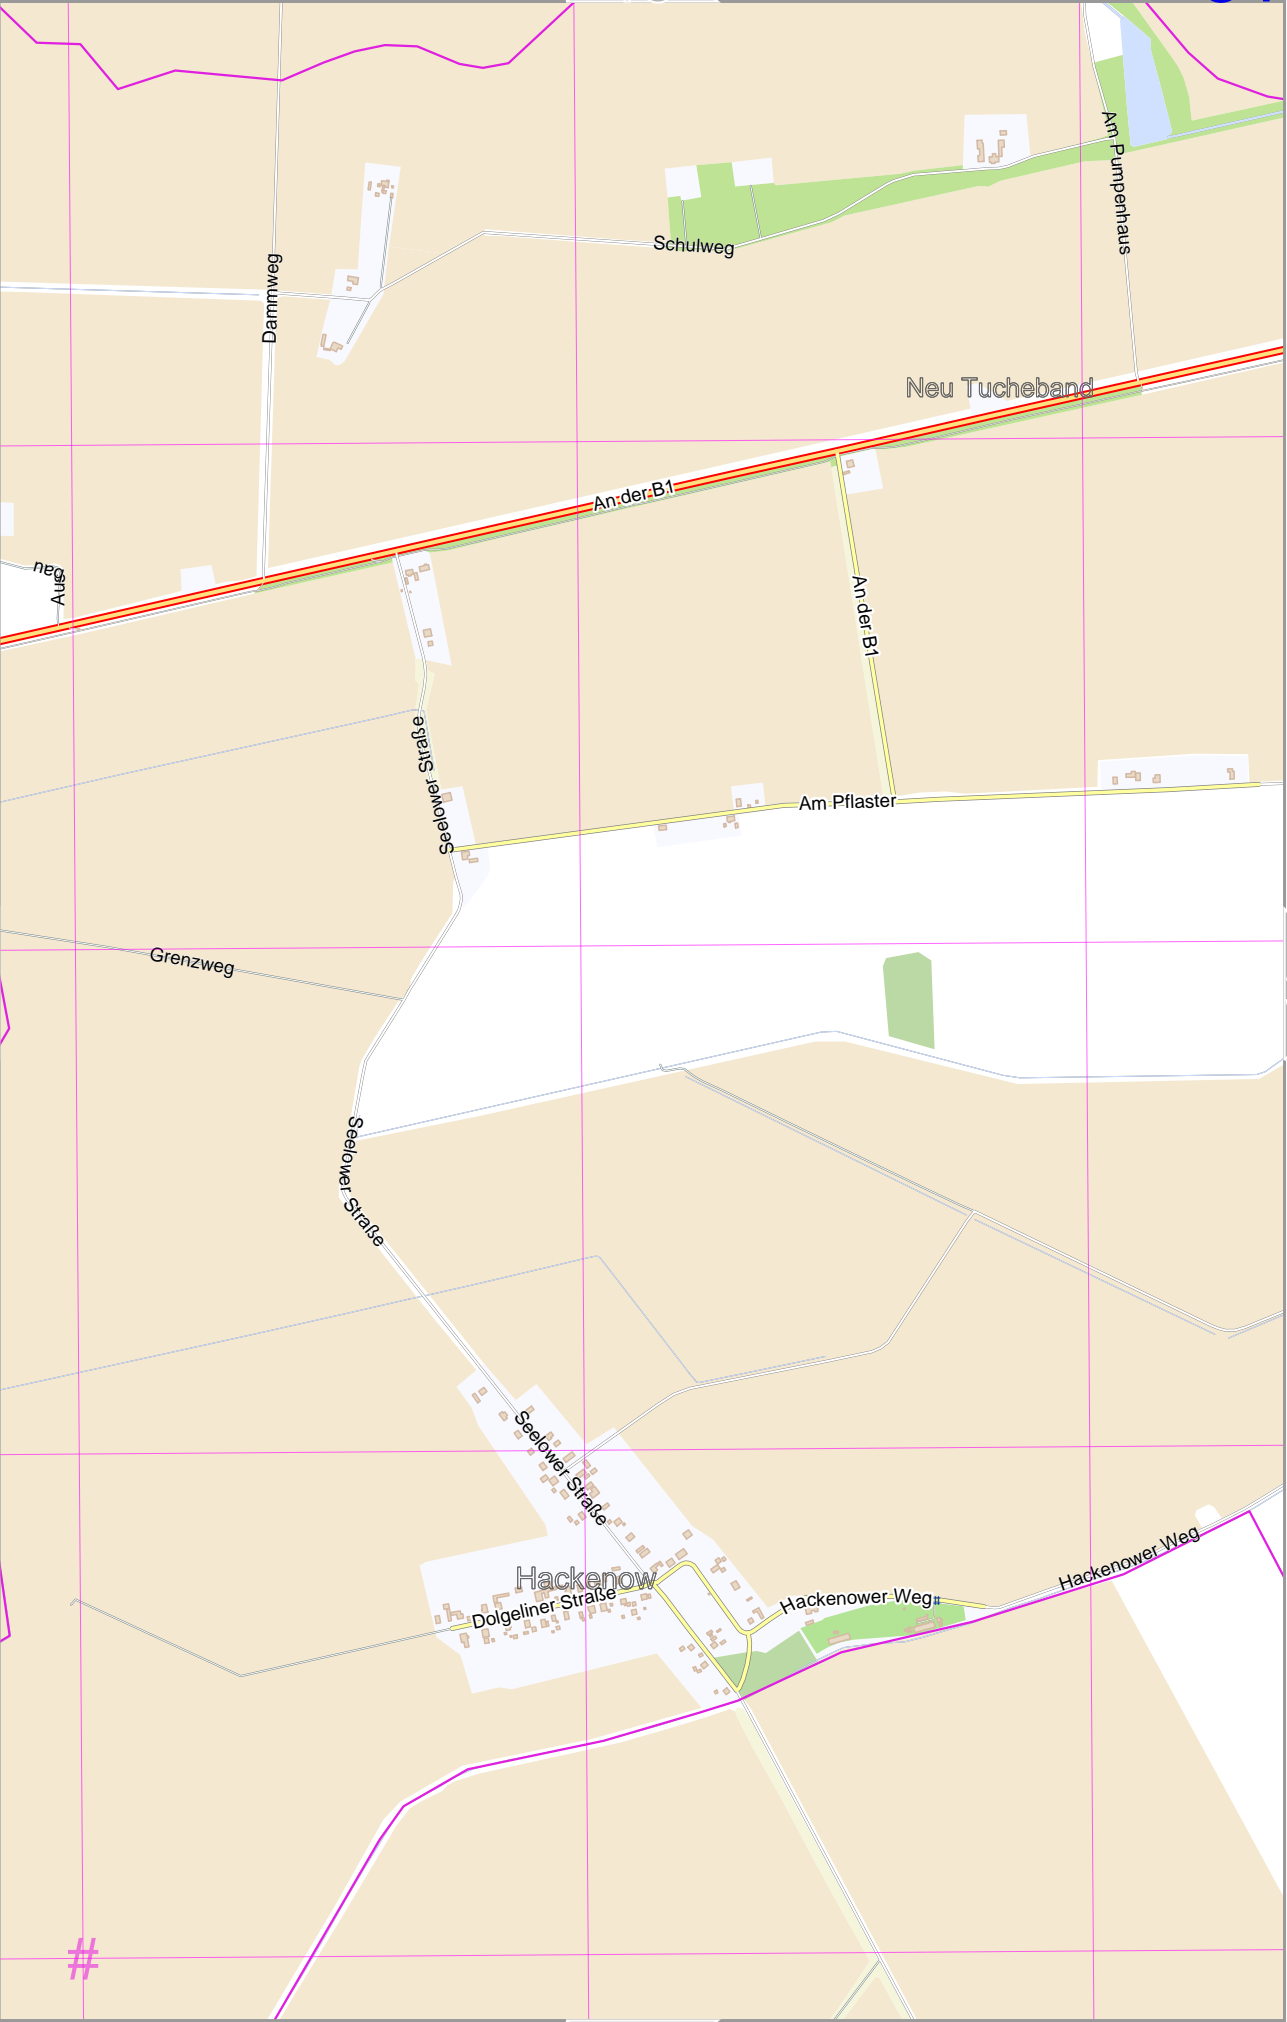 Am Pumpenhaus
Schulweg
Dammweg
Neu Tucheband
An der B1
Ausbau
An der B1
Seelower Straße
Am Pflaster
Grenzweg
Seelower Straße
Seelower Straße
Hackenow
Hackenower Weg
Hackenower Weg
Dolgeliner Straße
#